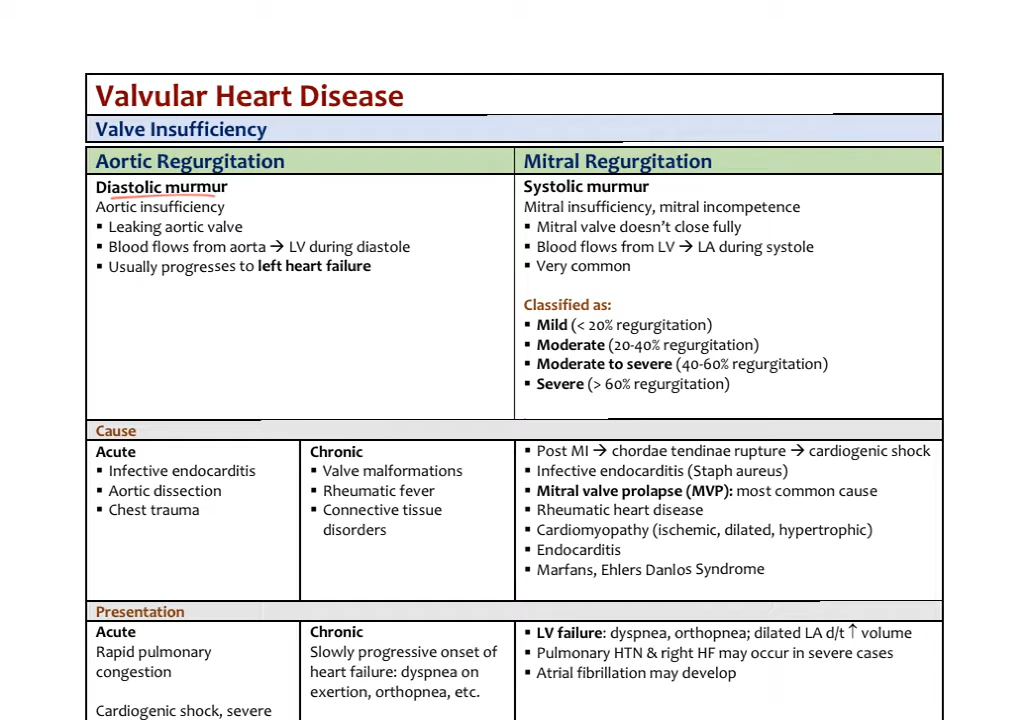 Valvular Heart Disease
Valve Insufficiency
Aortic Regurgitation
Diastolic murmur
Aortic insufficiency
▪ Leaking aortic valve
▪ Blood flows from aorta → LV during diastole
▪ Usually progresses to left heart failure
Mitral Regurgitation
Systolic murmur
Mitral insufficiency, mitral incompetence
▪ Mitral valve doesn't close fully
▪ Blood flows from LV → LA during systole
▪ Very common
Classified as:
▪ Mild (< 20% regurgitation)
▪ Moderate (20-40% regurgitation)
▪ Moderate to severe (40-60% regurgitation)
▪ Severe (> 60% regurgitation)
Cause
Acute
▪ Infective endocarditis
▪ Aortic dissection
▪ Chest trauma
Chronic
▪ Valve malformations
▪ Rheumatic fever
▪ Connective tissue
disorders
▪ Post MI → chordae tendinae rupture → cardiogenic shock
▪ Infective endocarditis (Staph aureus)
▪ Mitral valve prolapse (MVP): most common cause
▪ Rheumatic heart disease
▪ Cardiomyopathy (ischemic, dilated, hypertrophic)
▪ Endocarditis
▪ Marfans, Ehlers Danlos Syndrome
Presentation
Acute
Rapid pulmonary
congestion
Cardiogenic shock, severe
Chronic
Slowly progressive onset of
heart failure: dyspnea on
exertion, orthopnea, etc.
▪ LV failure: dyspnea, orthopnea; dilated LA d/t ↑ volume
▪ Pulmonary HTN & right HF may occur in severe cases
▪ Atrial fibrillation may develop